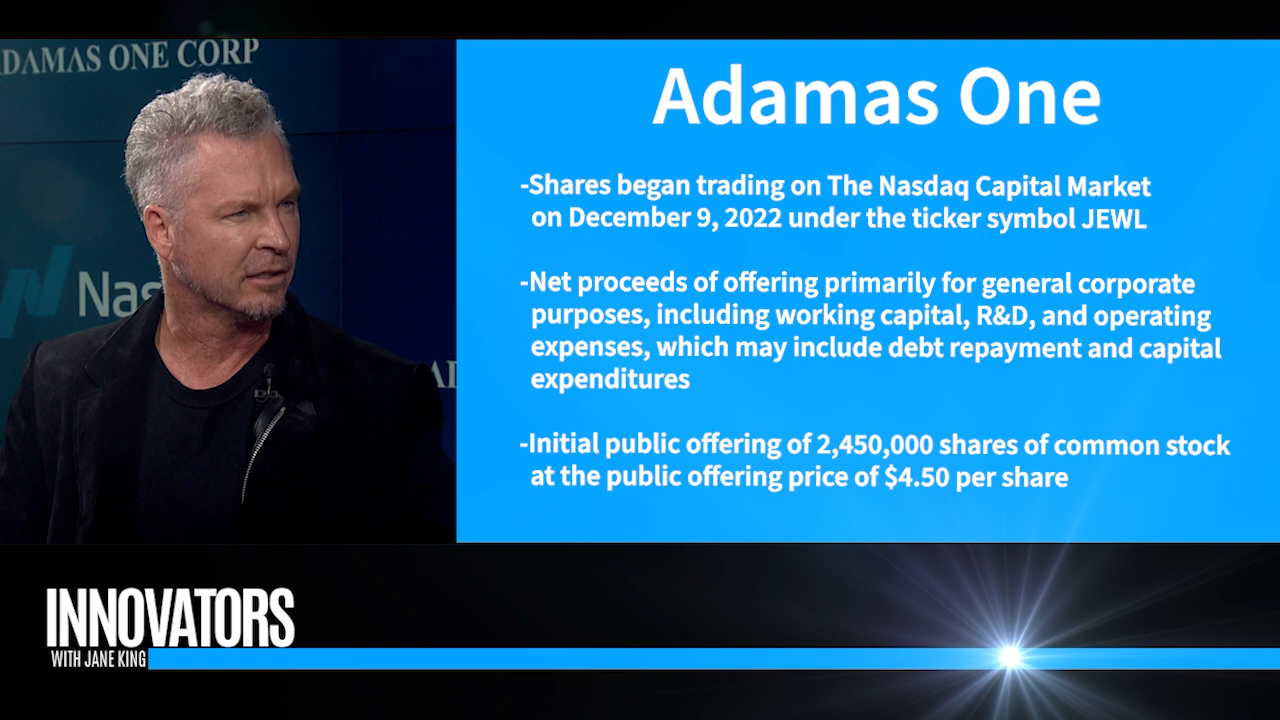 ADAMAS ONE CORP
Nas
Adamas One
-Shares began trading on The Nasdaq Capital Market
on December 9, 2022 under the ticker symbol JEWL
-Net proceeds of offering primarily for general corporate
purposes, including working capital, R&D, and operating
expenses, which may include debt repayment and capital
expenditures
-Initial public offering of 2,450,000 shares of common stock
at the public offering price of $4.50 per share
INNOVATORS
WITH JANE KING